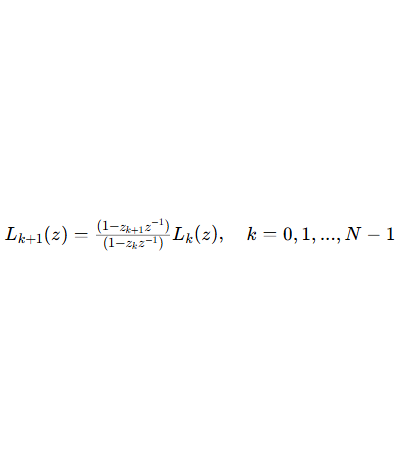 L_{k+1}(z) = \frac{(1-z_{k+1}z^{-1})}{(1-z_k z^{-1})} L_k(z), \quad k = 0, 1, ..., N - 1